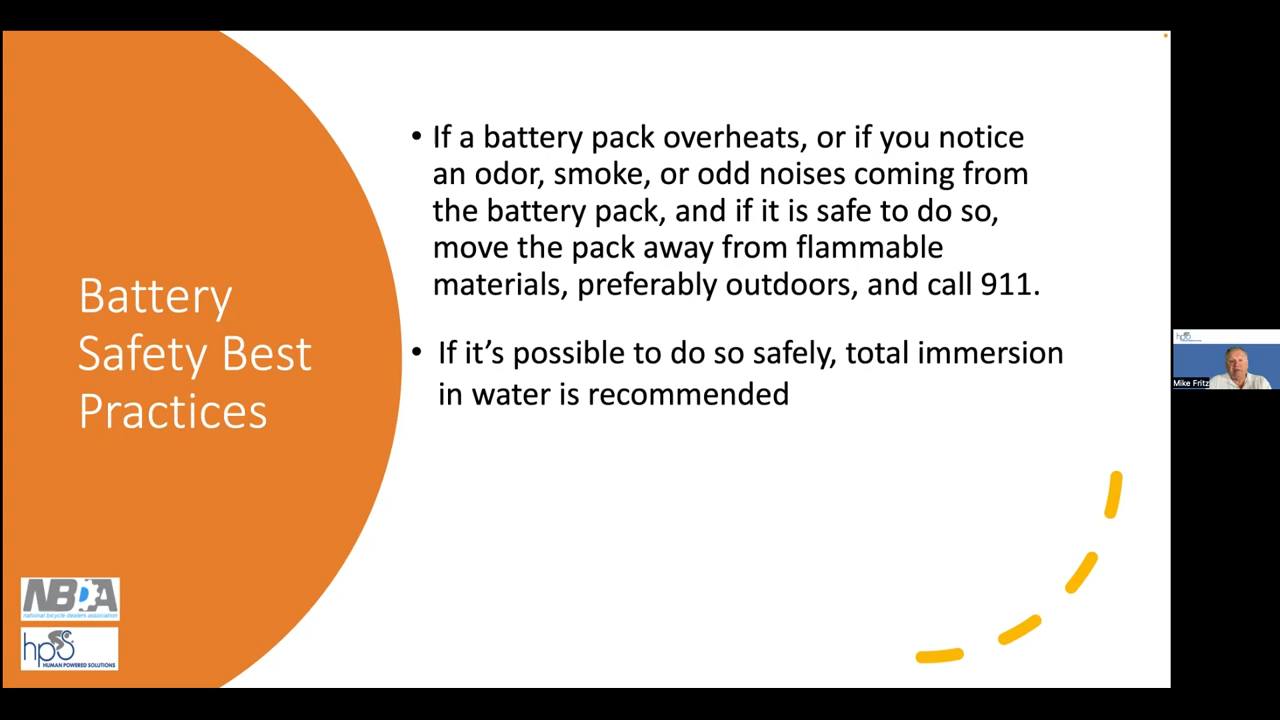 Battery
Safety Best
Practices
• If a battery pack overheats, or if you notice
an odor, smoke, or odd noises coming from
the battery pack, and if it is safe to do so,
move the pack away from flammable
materials, preferably outdoors, and call 911.
• If it’s possible to do so safely, total immersion
in water is recommended
NBDA
national bicycle dealers association
hps
HUMAN POWERED SOLUTIONS
hps
Mike Fritz